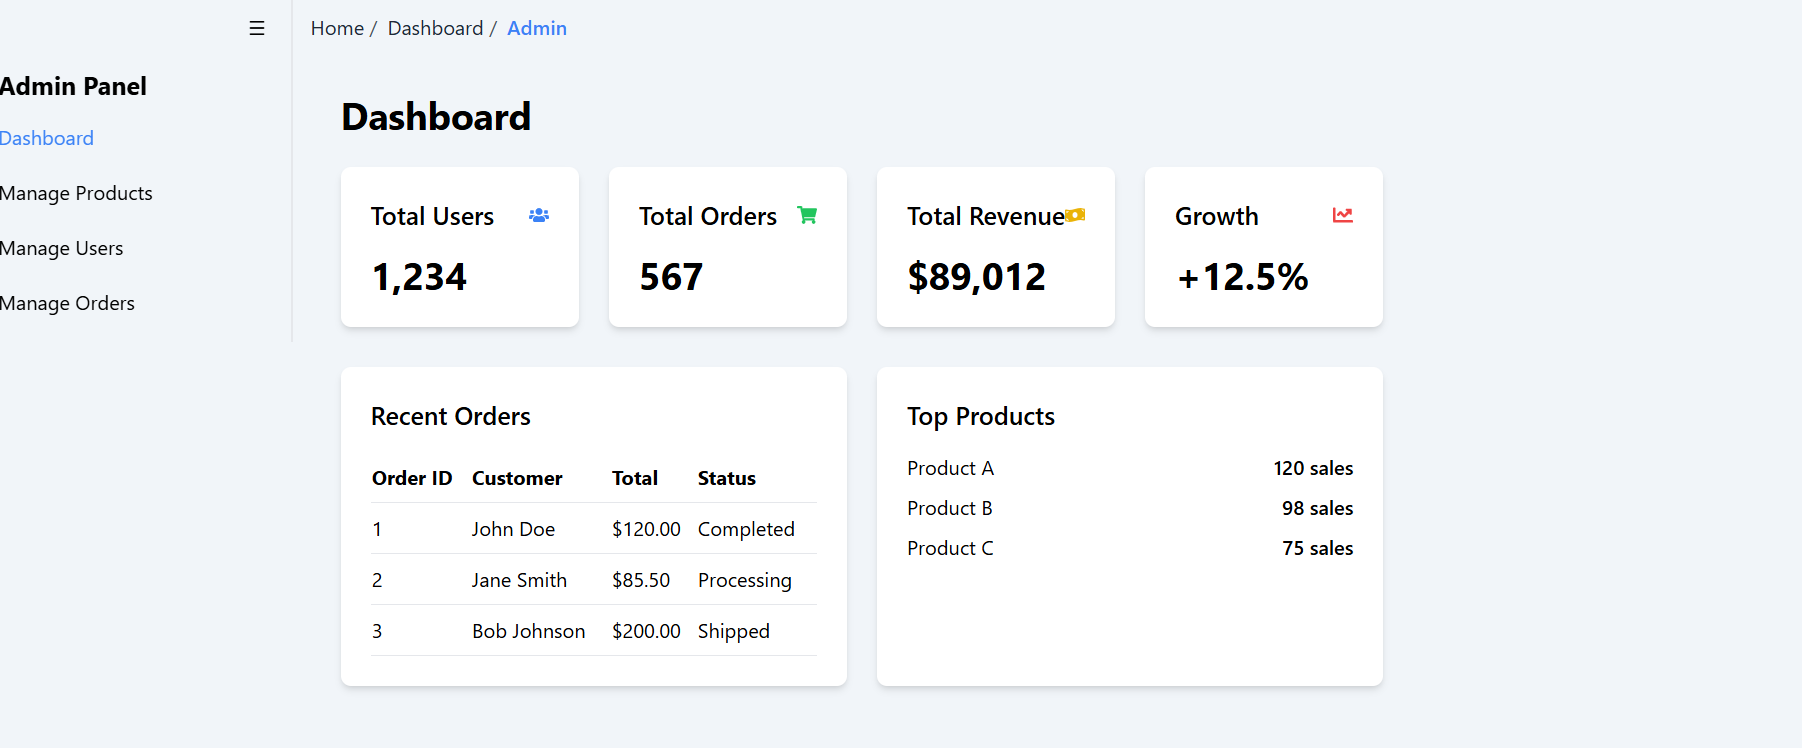 ☰
Home / Dashboard / Admin
Admin Panel
Dashboard
Manage Products
Manage Users
Manage Orders
Dashboard
Total Users
1,234
Total Orders
567
Total Revenue
$89,012
Growth
+12.5%
Recent Orders
Order ID Customer Total Status
1 John Doe $120.00 Completed
2 Jane Smith $85.50 Processing
3 Bob Johnson $200.00 Shipped
Top Products
Product A 120 sales
Product B 98 sales
Product C 75 sales